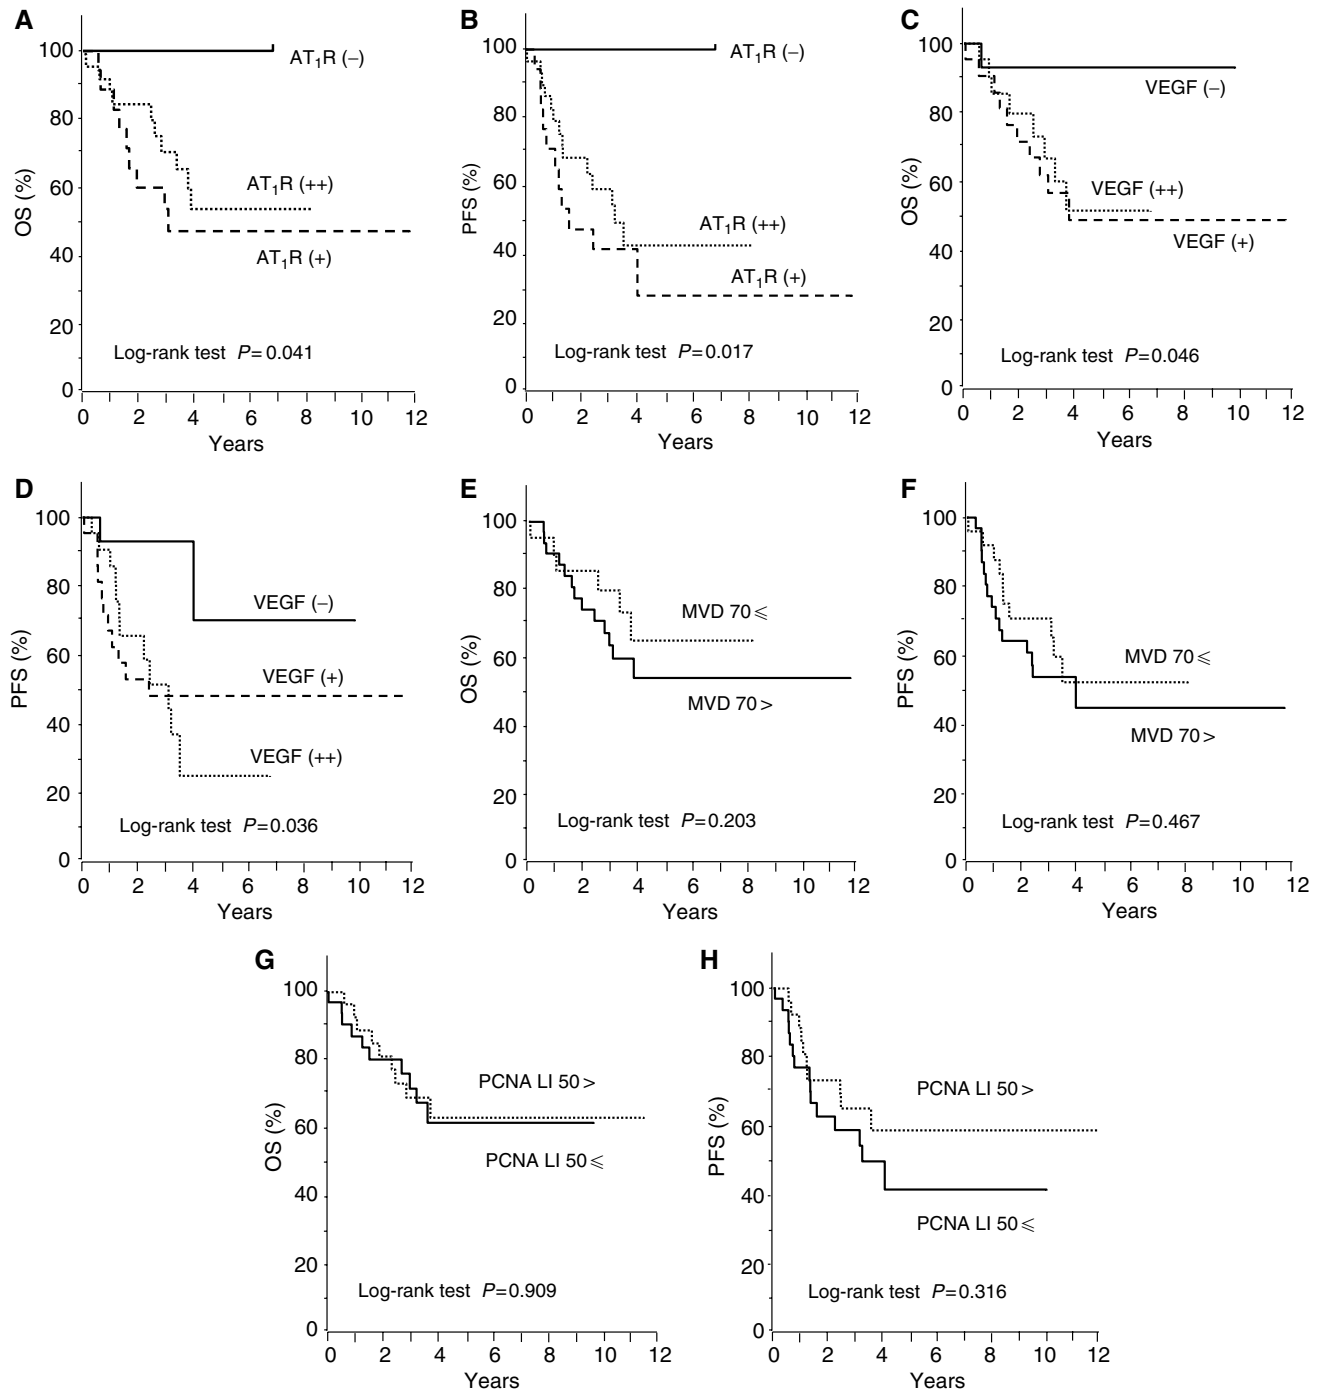 A
100
80
60
40
20
0
OS (%)
AT1R (–)
AT1R (++)
AT1R (+)
Log-rank test P=0.041
0 2 4 6 8 10 12
Years
B
100
80
60
40
20
0
PFS (%)
AT1R (–)
AT1R (++)
AT1R (+)
Log-rank test P=0.017
0 2 4 6 8 10 12
Years
C
100
80
60
40
20
0
OS (%)
VEGF (–)
VEGF (++)
VEGF (+)
Log-rank test P=0.046
0 2 4 6 8 10 12
Years
D
100
80
60
40
20
0
PFS (%)
VEGF (–)
VEGF (+)
VEGF (++)
Log-rank test P=0.036
0 2 4 6 8 10 12
Years
E
100
80
60
40
20
0
OS (%)
MVD 70⩽
MVD 70>
Log-rank test P=0.203
0 2 4 6 8 10 12
Years
F
100
80
60
40
20
0
PFS (%)
MVD 70⩽
MVD 70>
Log-rank test P=0.467
0 2 4 6 8 10 12
Years
G
100
80
60
40
20
0
OS (%)
PCNA LI 50>
PCNA LI 50⩽
Log-rank test P=0.909
0 2 4 6 8 10 12
Years
H
100
80
60
40
20
0
PFS (%)
PCNA LI 50>
PCNA LI 50⩽
Log-rank test P=0.316
0 2 4 6 8 10 12
Years